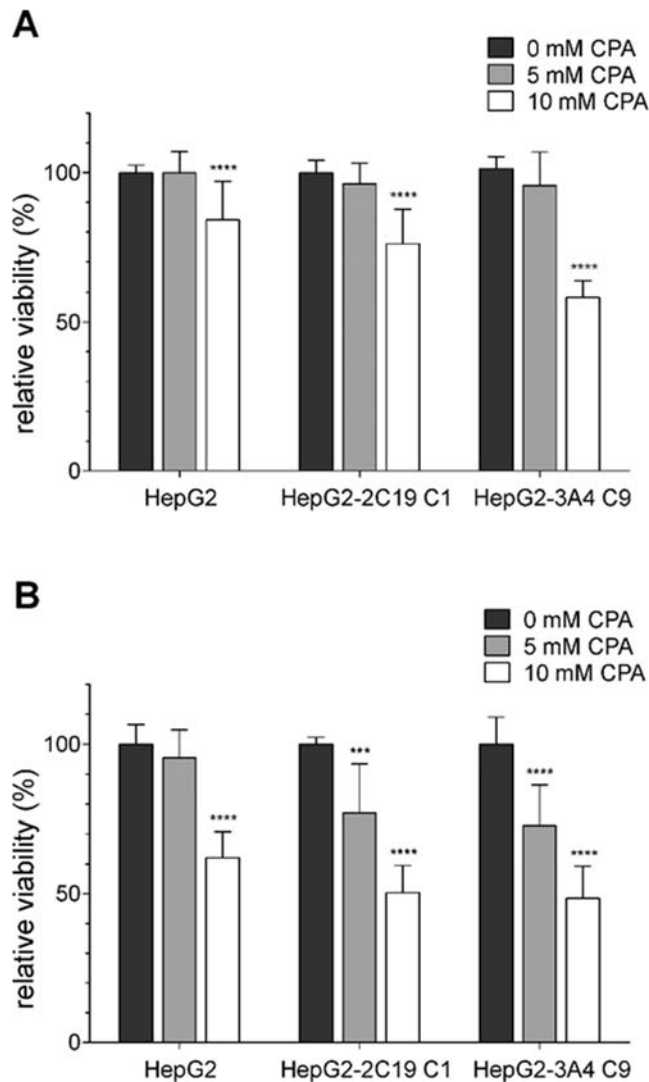 A
0 mM CPA
5 mM CPA
10 mM CPA
relative viability (%)
100
50
0
****
****
****
HepG2
HepG2-2C19 C1
HepG2-3A4 C9
B
0 mM CPA
5 mM CPA
10 mM CPA
relative viability (%)
100
50
0
****
***
****
****
****
HepG2
HepG2-2C19 C1
HepG2-3A4 C9